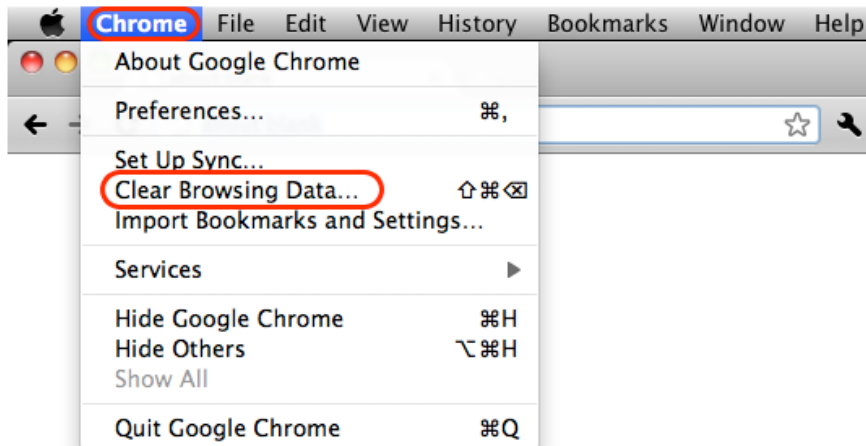 Chrome File Edit View History Bookmarks Window Help
About Google Chrome
Preferences... ⌘,
Set Up Sync...
Clear Browsing Data... ⇧⌘⌫
Import Bookmarks and Settings...
Services ▶
Hide Google Chrome ⌘H
Hide Others ⌥⌘H
Show All
Quit Google Chrome ⌘Q